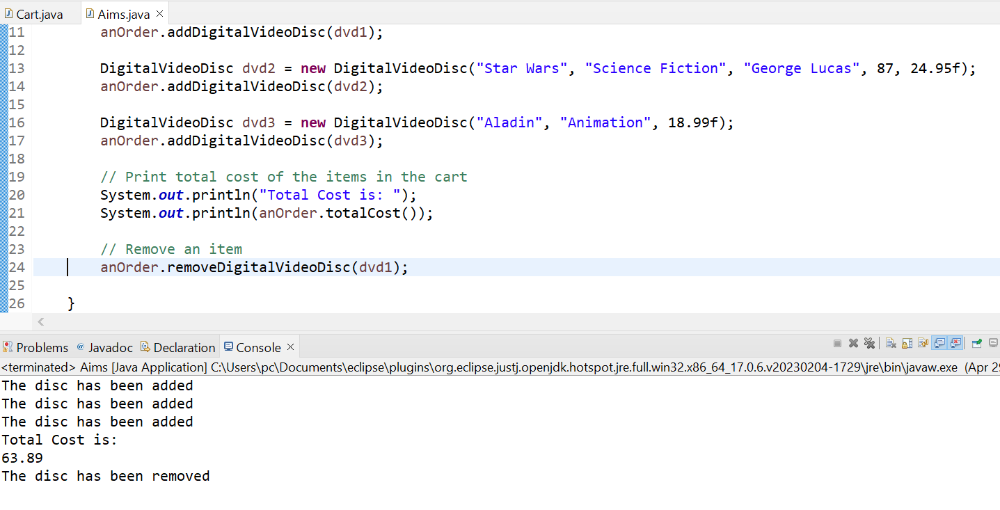 Cart.java Aims.java
11 anOrder.addDigitalVideoDisc(dvd1);
12
13 DigitalVideoDisc dvd2 = new DigitalVideoDisc("Star Wars", "Science Fiction", "George Lucas", 87, 24.95f);
14 anOrder.addDigitalVideoDisc(dvd2);
15
16 DigitalVideoDisc dvd3 = new DigitalVideoDisc("Aladin", "Animation", 18.99f);
17 anOrder.addDigitalVideoDisc(dvd3);
18
19 // Print total cost of the items in the cart
20 System.out.println("Total Cost is: ");
21 System.out.println(anOrder.totalCost());
22
23 // Remove an item
24 anOrder.removeDigitalVideoDisc(dvd1);
25
26 }
Problems @ Javadoc Declaration Console
<terminated> Aims [Java Application] C:\Users\pc\Documents\eclipse\plugins\org.eclipse.justj.openjdk.hotspot.jre.full.win32.x86_64_17.0.6.v20230204-1729\jre\bin\javaw.exe (Apr 29
The disc has been added
The disc has been added
The disc has been added
Total Cost is:
63.89
The disc has been removed